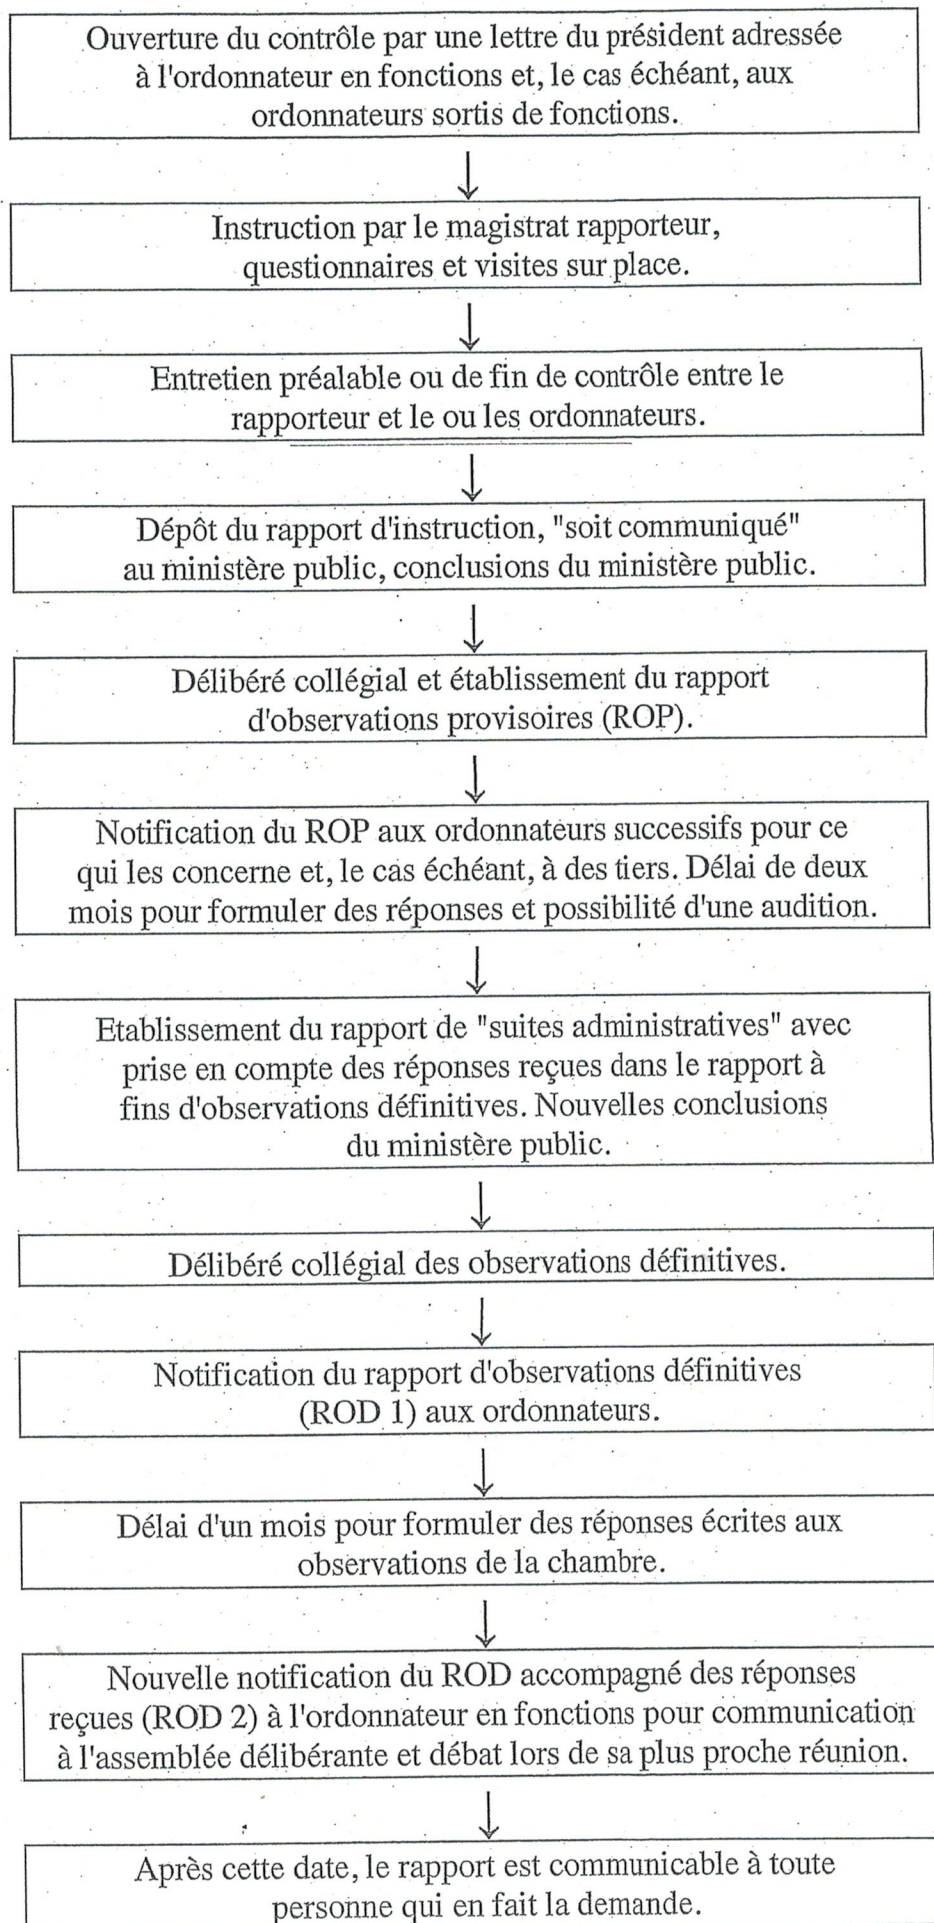 Ouverture du contrôle par une lettre du président adressée
à l'ordonnateur en fonctions et, le cas échéant, aux
ordonnateurs sortis de fonctions.
Instruction par le magistrat rapporteur,
questionnaires et visites sur place.
Entretien préalable ou de fin de contrôle entre le
rapporteur et le ou les ordonnateurs.
Dépôt du rapport d'instruction, "soit communiqué"
au ministère public, conclusions du ministère public.
Délibéré collégial et établissement du rapport
d'observations provisoires (ROP).
Notification du ROP aux ordonnateurs successifs pour ce
qui les concerne et, le cas échéant, à des tiers. Délai de deux
mois pour formuler des réponses et possibilité d'une audition.
Etablissement du rapport de "suites administratives" avec
prise en compte des réponses reçues dans le rapport à
fins d'observations définitives. Nouvelles conclusions
du ministère public.
Délibéré collégial des observations définitives.
Notification du rapport d'observations définitives
(ROD 1) aux ordonnateurs.
Délai d'un mois pour formuler des réponses écrites aux
observations de la chambre.
Nouvelle notification du ROD accompagné des réponses
reçues (ROD 2) à l'ordonnateur en fonctions pour communication
à l'assemblée délibérante et débat lors de sa plus proche réunion.
Après cette date, le rapport est communicable à toute
personne qui en fait la demande.